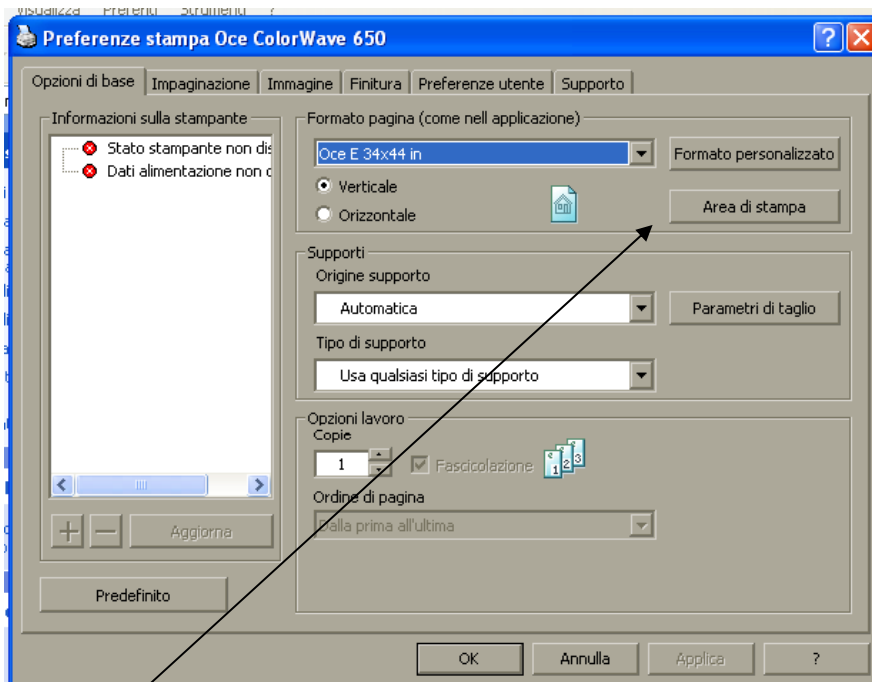 Visualizza Preferiti Strumenti ?
Preferenze stampa Oce ColorWave 650
Opzioni di base Impaginazione Immagine Finitura Preferenze utente Supporto
Informazioni sulla stampante
Stato stampante non dis
Dati alimentazione non
Aggiorna
Predefinito
Formato pagina (come nell applicazione)
Oce E 34x44 in
Formato personalizzato
Verticale
Orizzontale
Area di stampa
Supporti
Origine supporto
Automatica
Parametri di taglio
Tipo di supporto
Usa qualsiasi tipo di supporto
Opzioni lavoro
Copie
1
Fascicolazione
1 2 3
Ordine di pagina
Dalla prima all'ultima
OK Annulla Applica ?